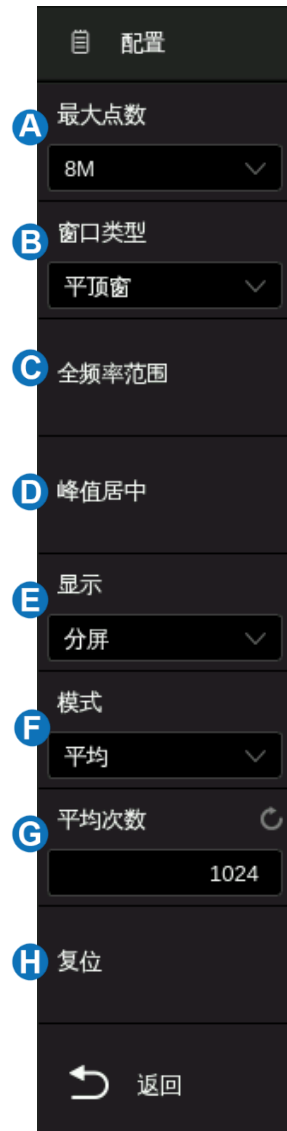 配置
A 最大点数
8M
B 窗口类型
平顶窗
C 全频率范围
D 峰值居中
E 显示
分屏
F 模式
平均
G 平均次数
1024
H 复位
返回